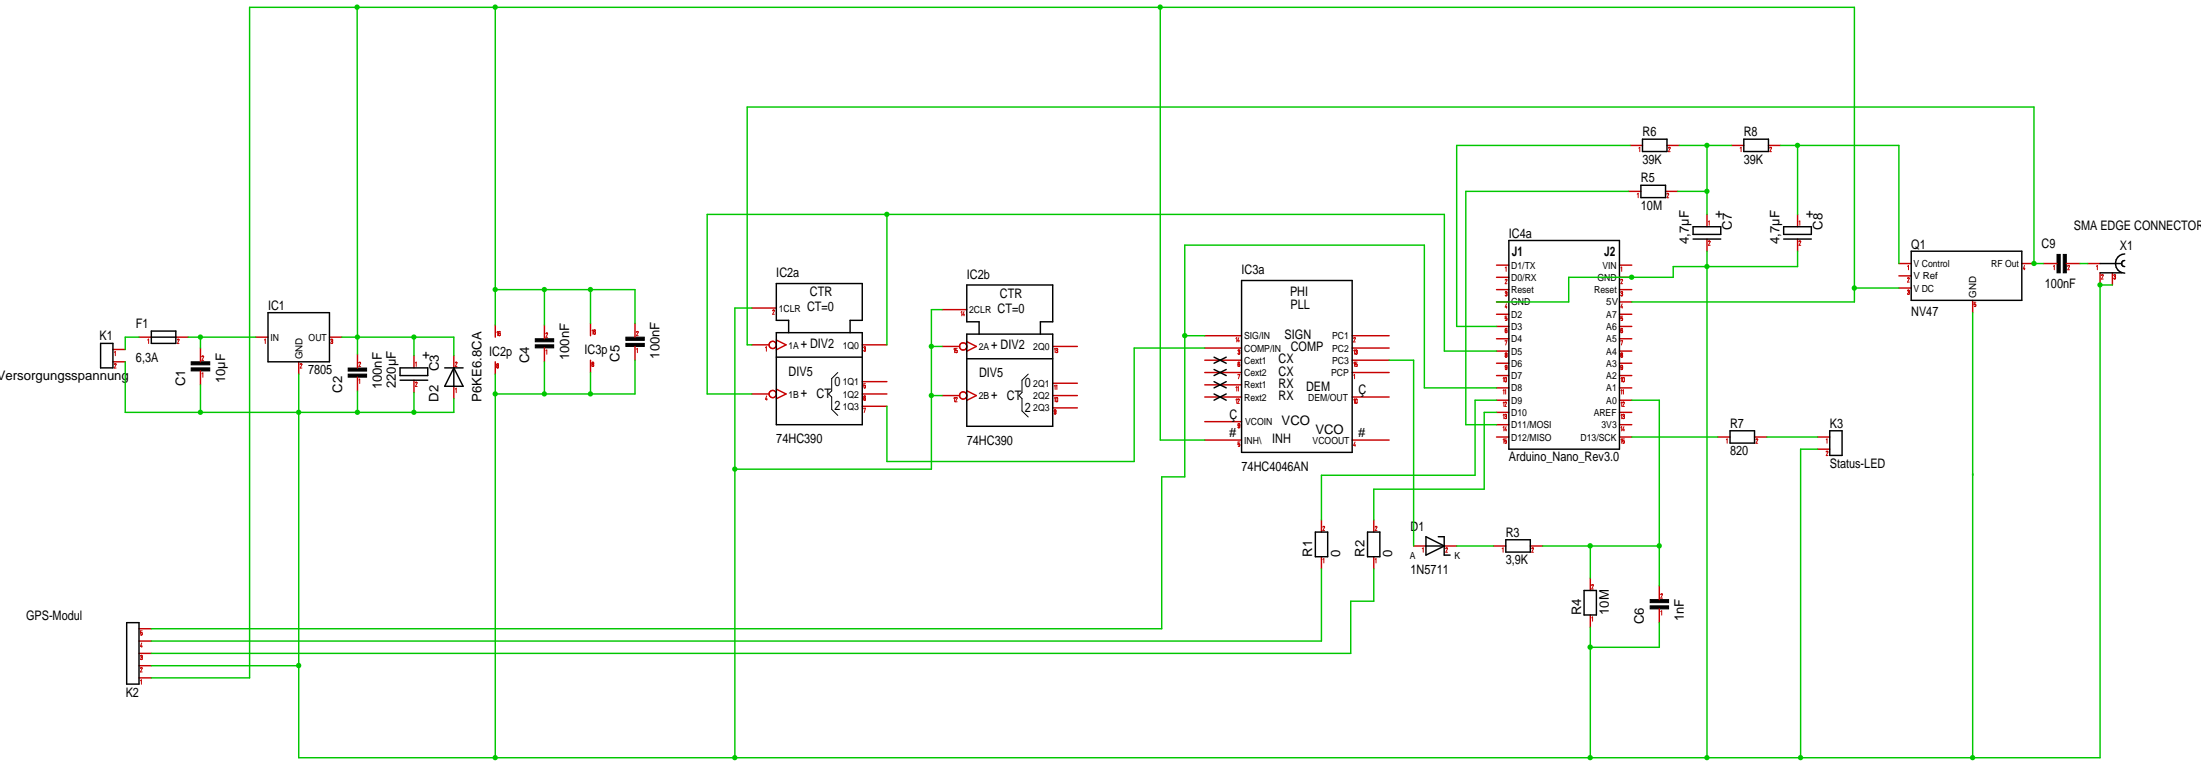 GPS-Modul
K2
K1
Versorgungsspannung
F1
6,3A
C1
10µF
IC1
IN
OUT
GND
7805
C2
100nF
220µF
C3
D2
P6KE6.8CA
IC2p
C4
100nF
IC3p
C5
100nF
IC2a
CTR
1CLR CT=0
1A + DIV2 1Q0
DIV5
0 1Q1
1B + CT 1Q2
2 1Q3
74HC390
IC2b
CTR
2CLR CT=0
2A + DIV2 2Q0
DIV5
0 2Q1
2B + CT 2Q2
2 2Q3
74HC390
IC3a
PHI
PLL
SIG/IN SIGN PC1
COMP/IN COMP PC2
Cext1 CX PC3
Cext2 CX PCP
Rext1 RX DEM
Rext2 RX DEM/OUT Ç
Ç VCOIN VCO
VCO
# INH\ INH VCOOUT #
74HC4046AN
R1
0
R2
0
D1
A K
1N5711
R3
3,9K
R4
10M
C6
1nF
IC4a
J1 J2
D1/TX VIN
D0/RX GND
Reset Reset
GND 5V
D2 A7
D3 A6
D4 A5
D5 A4
D6 A3
D7 A2
D8 A1
D9 A0
D10 AREF
D11/MOSI 3V3
D12/MISO D13/SCK
Arduino_Nano_Rev3.0
R6
39K
R5
10M
R8
39K
4,7µF
+
C7
4,7µF
+
C8
R7
820
K3
Status-LED
Q1
V Control
V Ref
V DC
RF Out
GND
NV47
C9
100nF
SMA EDGE CONNECTOR
X1